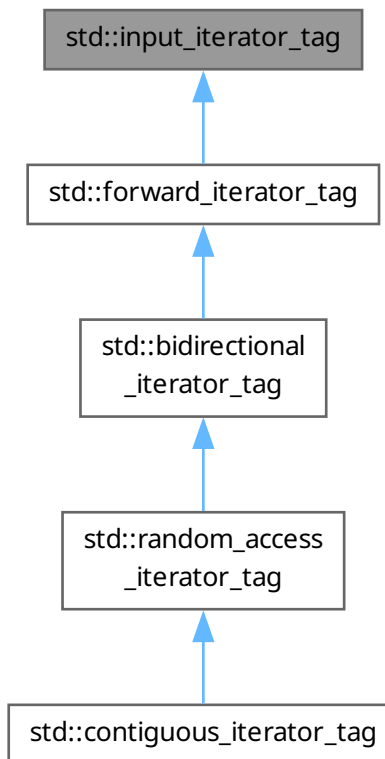 std::input_iterator_tag
std::forward_iterator_tag
std::bidirectional
_iterator_tag
std::random_access
_iterator_tag
std::contiguous_iterator_tag